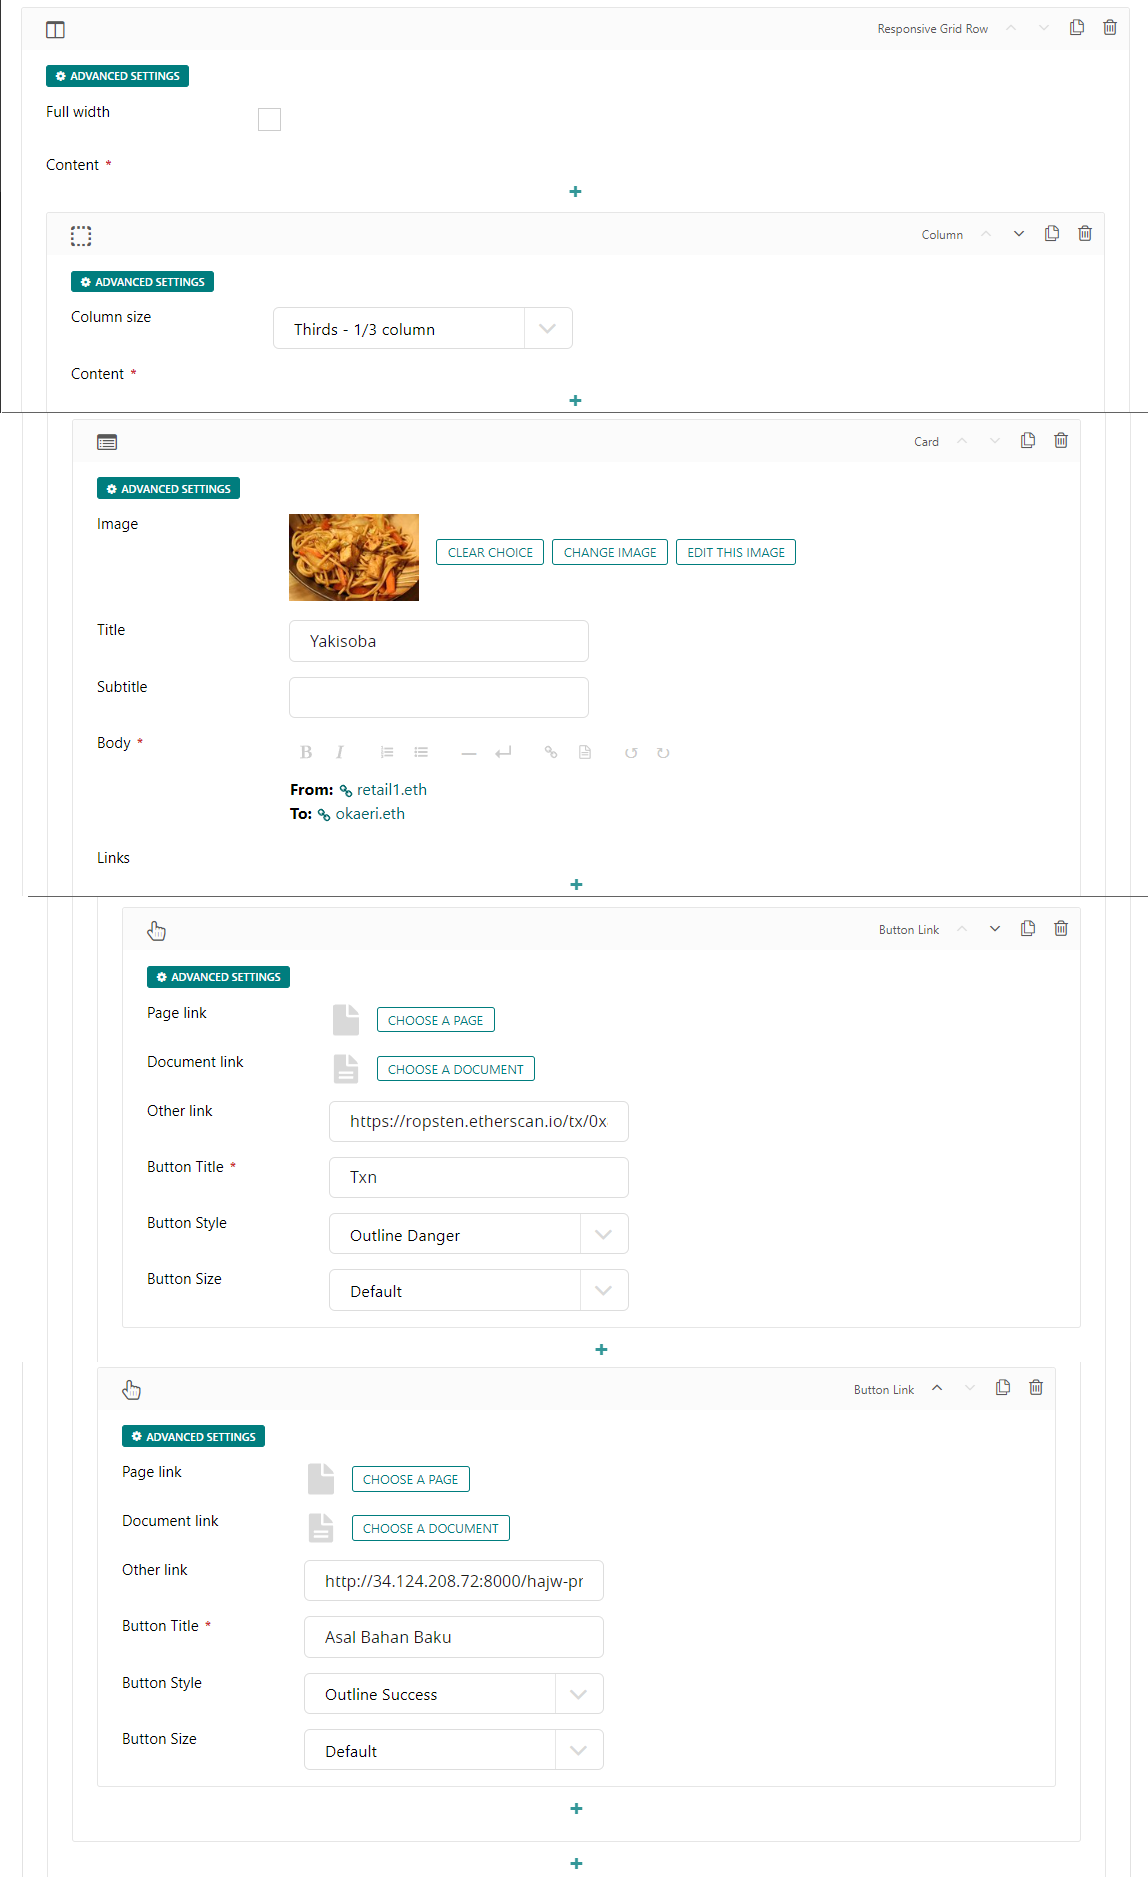 Responsive Grid Row
ADVANCED SETTINGS
Full width
Content *
Column
ADVANCED SETTINGS
Column size
Thirds - 1/3 column
Content *
Card
ADVANCED SETTINGS
Image
CLEAR CHOICE CHANGE IMAGE EDIT THIS IMAGE
Title
Yakisoba
Subtitle
Body *
B I
From: retail1.eth
To: okaeri.eth
Links
Button Link
ADVANCED SETTINGS
Page link
CHOOSE A PAGE
Document link
CHOOSE A DOCUMENT
Other link
https://ropsten.etherscan.io/tx/0x
Button Title *
Txn
Button Style
Outline Danger
Button Size
Default
Button Link
ADVANCED SETTINGS
Page link
CHOOSE A PAGE
Document link
CHOOSE A DOCUMENT
Other link
http://34.124.208.72:8000/hajw-pr
Button Title *
Asal Bahan Baku
Button Style
Outline Success
Button Size
Default